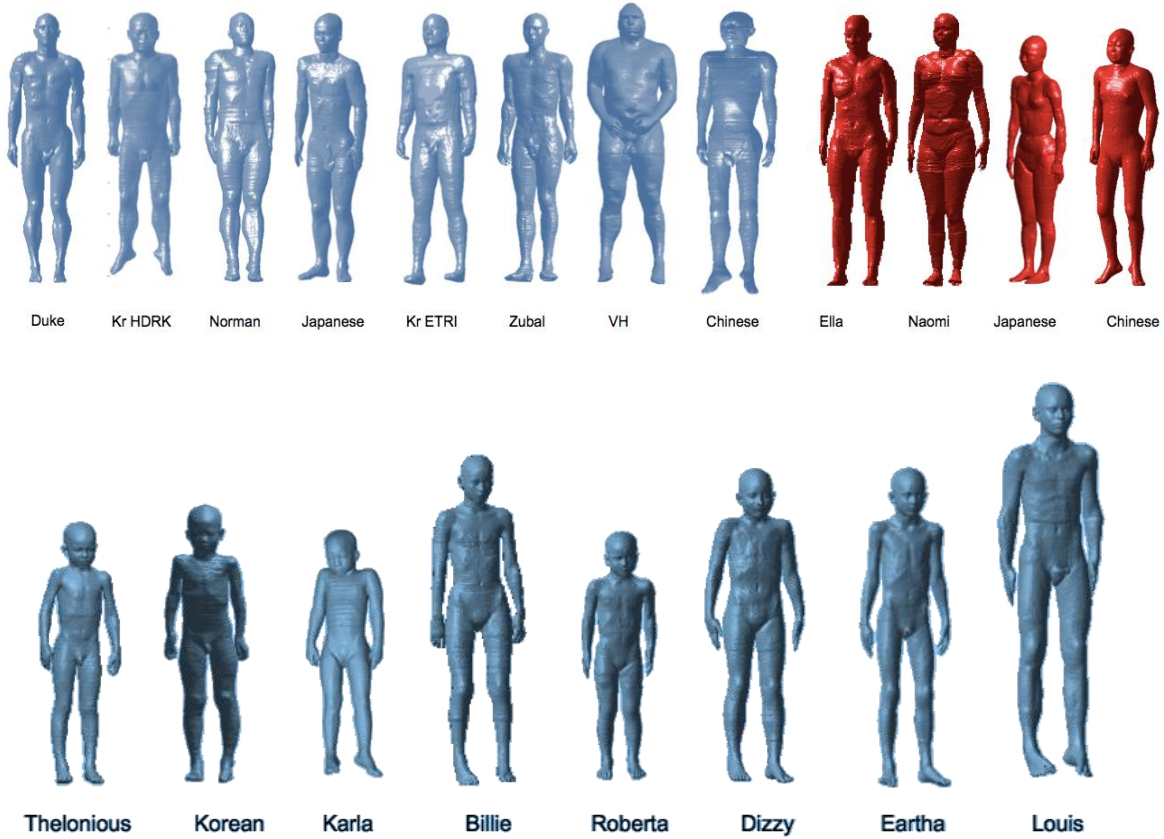 Duke Kr HDRK Norman Japanese Kr ETRI Zubal VH Chinese Ella Naomi Japanese Chinese
Thelonious Korean Karla Billie Roberta Dizzy Eartha Louis